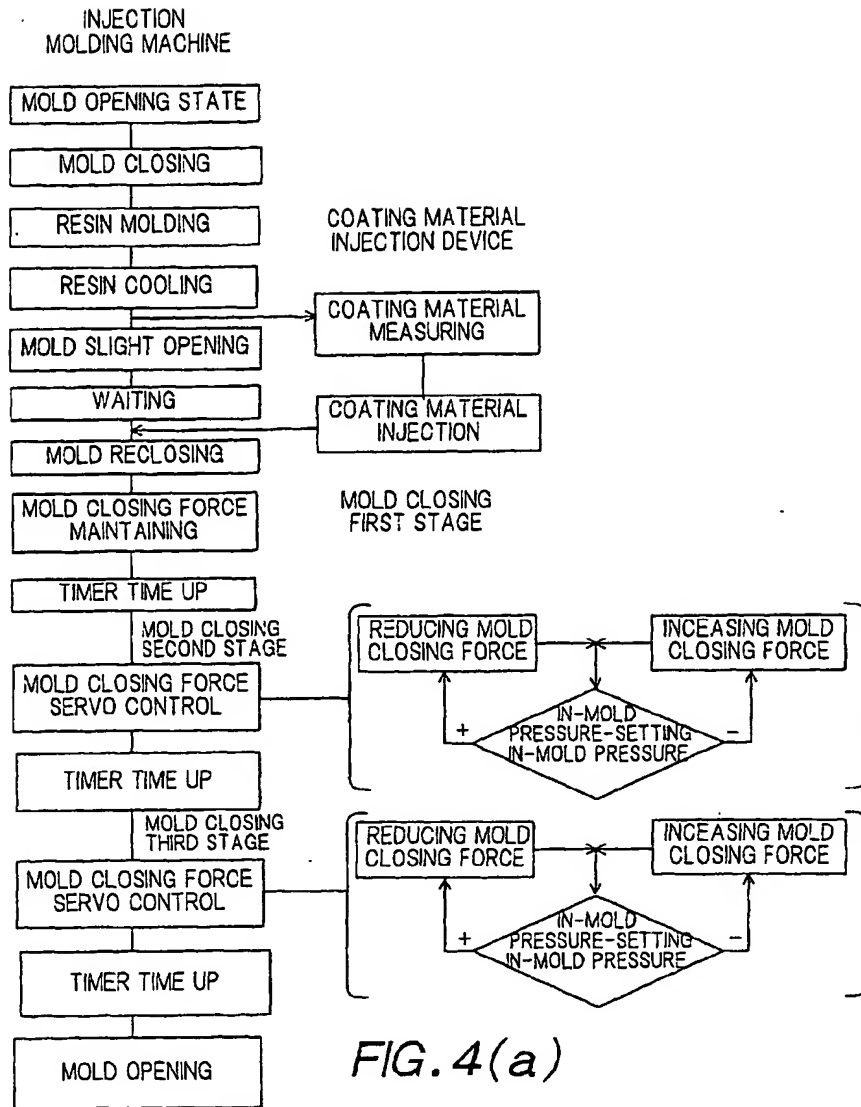 INJECTION
MOLDING MACHINE
MOLD OPENING STATE
MOLD CLOSING
RESIN MOLDING
RESIN COOLING
MOLD SLIGHT OPENING
WAITING
MOLD RECLOSING
MOLD CLOSING FORCE
MAINTAINING
TIMER TIME UP
MOLD CLOSING
SECOND STAGE
MOLD CLOSING FORCE
SERVO CONTROL
TIMER TIME UP
MOLD CLOSING
THIRD STAGE
MOLD CLOSING FORCE
SERVO CONTROL
TIMER TIME UP
MOLD OPENING
COATING MATERIAL
INJECTION DEVICE
COATING MATERIAL
MEASURING
COATING MATERIAL
INJECTION
MOLD CLOSING
FIRST STAGE
REDUCING MOLD
CLOSING FORCE
INCEASING MOLD
CLOSING FORCE
+
IN-MOLD
PRESSURE-SETTING
IN-MOLD PRESSURE
−
REDUCING MOLD
CLOSING FORCE
INCEASING MOLD
CLOSING FORCE
+
IN-MOLD
PRESSURE-SETTING
IN-MOLD PRESSURE
−
FIG. 4(a)